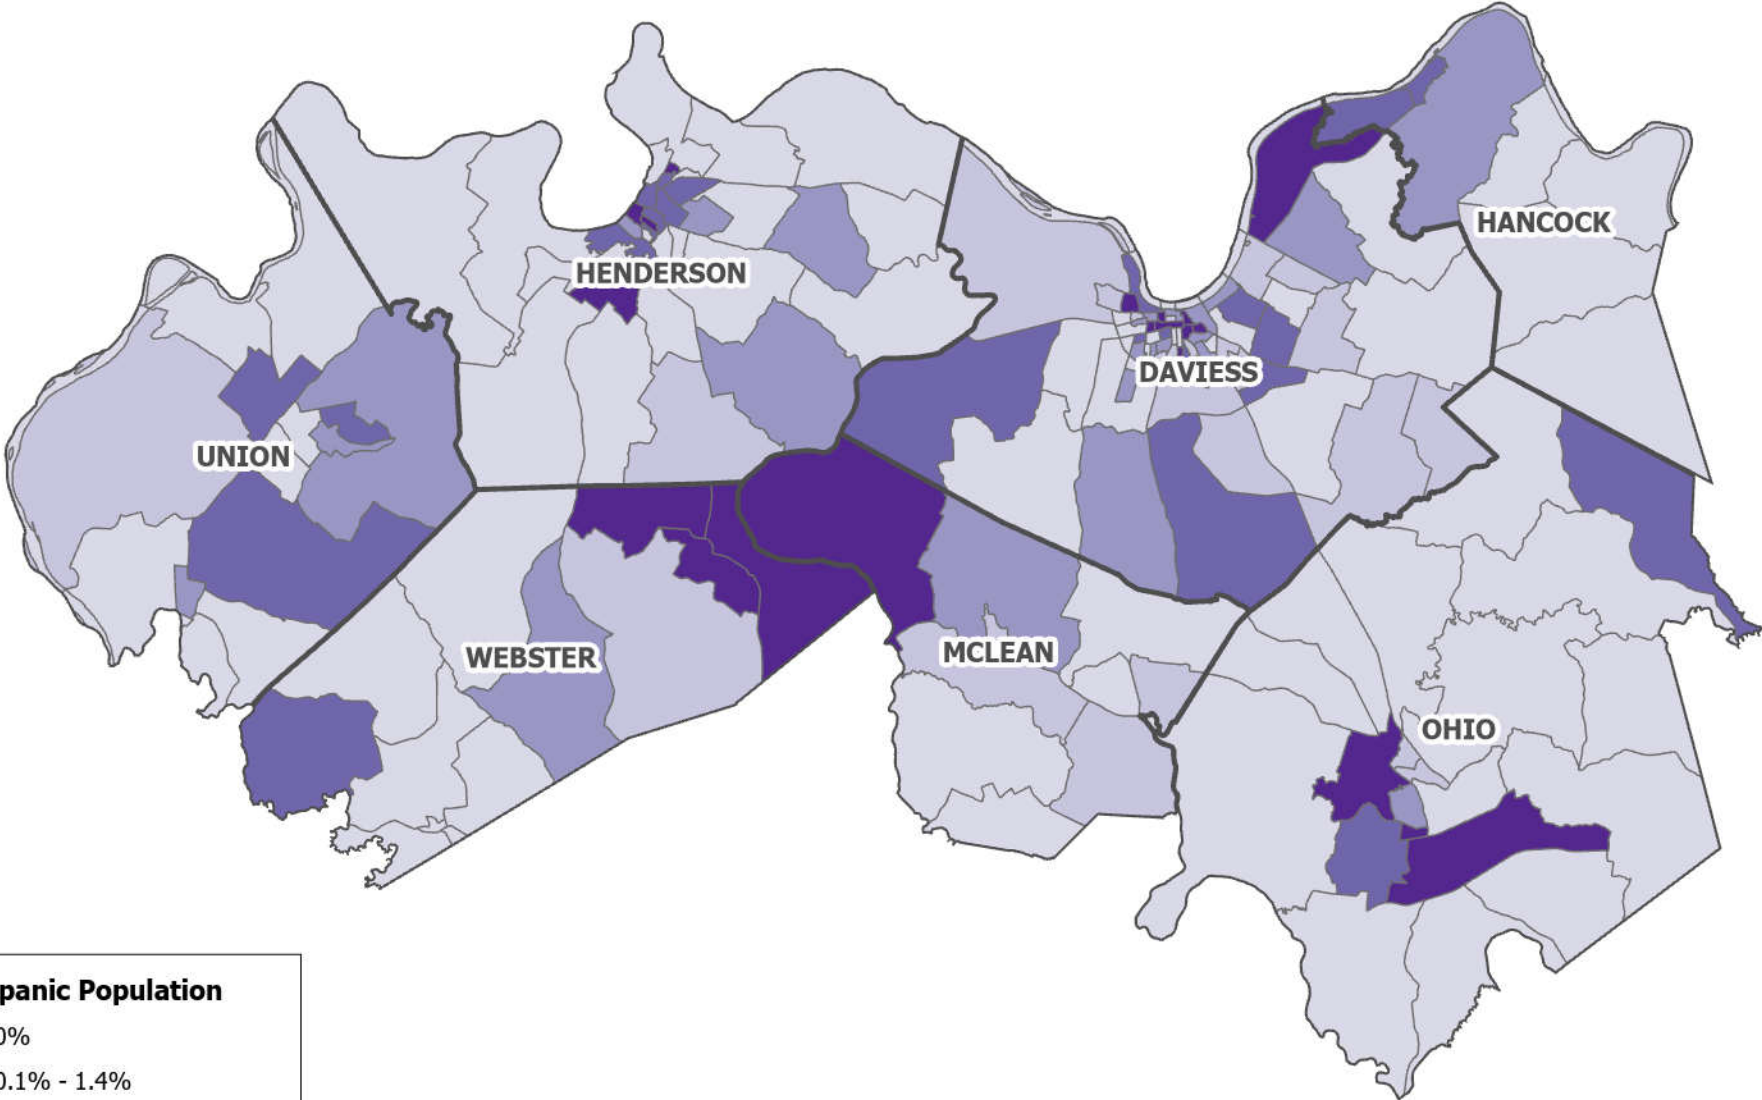 HANCOCK
HENDERSON
DAVIESS
UNION
MCLEAN
WEBSTER
OHIO
panic Population
0%
0.1% - 1.4%